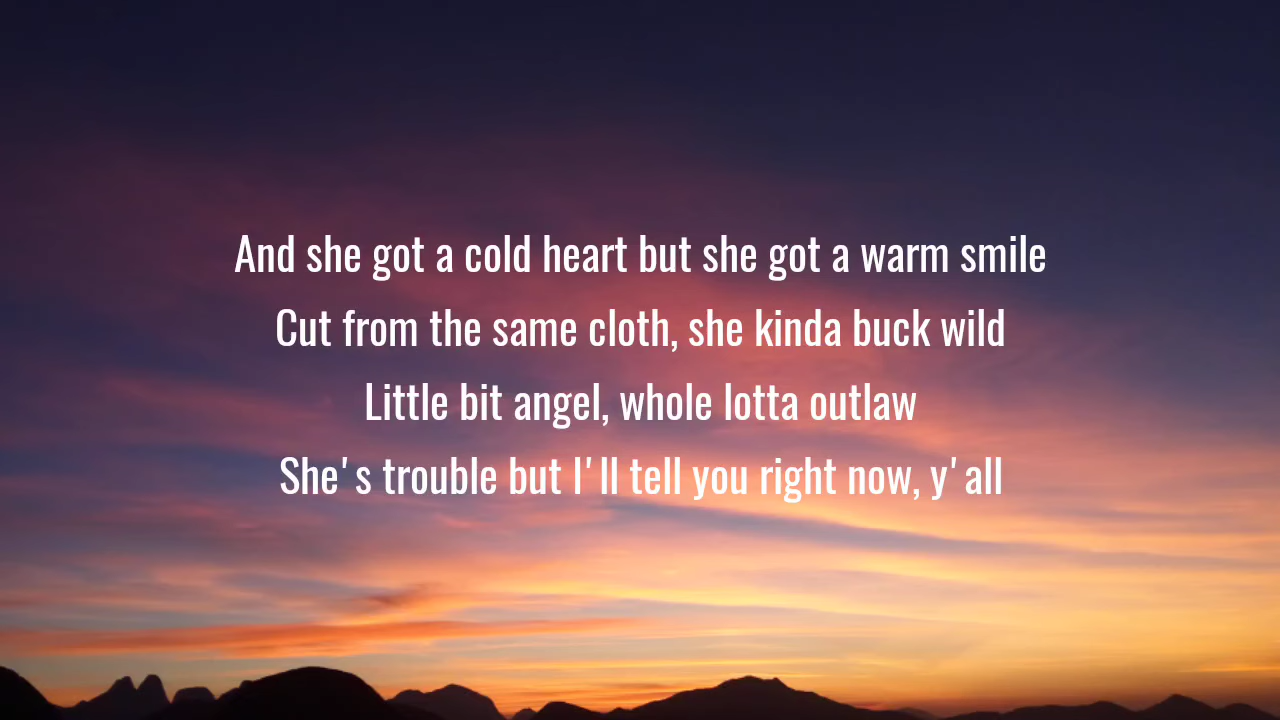 And she got a cold heart but she got a warm smile
Cut from the same cloth, she kinda buck wild
Little bit angel, whole lotta outlaw
She's trouble but I'll tell you right now, y'all